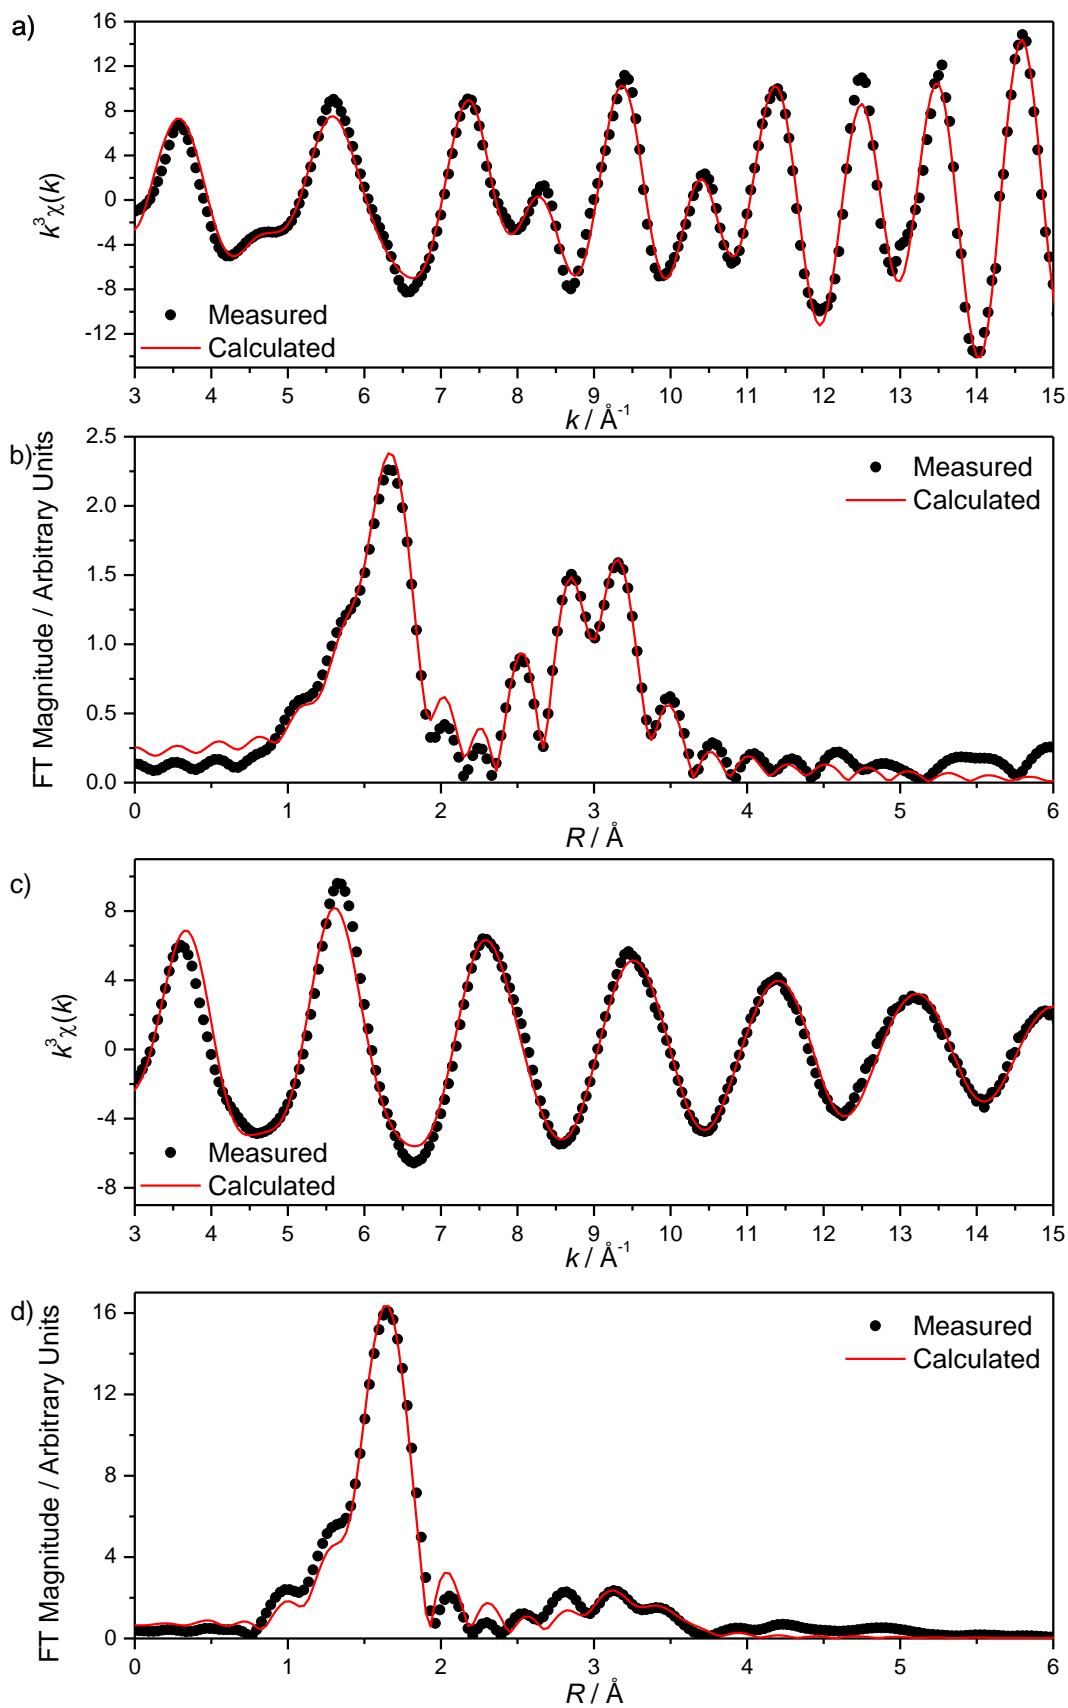 a)
k³χ(k)
16
12
8
4
0
-4
-8
-12
Measured
Calculated
3 4 5 6 7 8 9 10 11 12 13 14 15
k / Å⁻¹
b)
FT Magnitude / Arbitrary Units
2.5
2.0
1.5
1.0
0.5
0.0
Measured
Calculated
0 1 2 3 4 5 6
R / Å
c)
k³χ(k)
8
4
0
-4
-8
Measured
Calculated
3 4 5 6 7 8 9 10 11 12 13 14 15
k / Å⁻¹
d)
FT Magnitude / Arbitrary Units
16
12
8
4
0
Measured
Calculated
0 1 2 3 4 5 6
R / Å